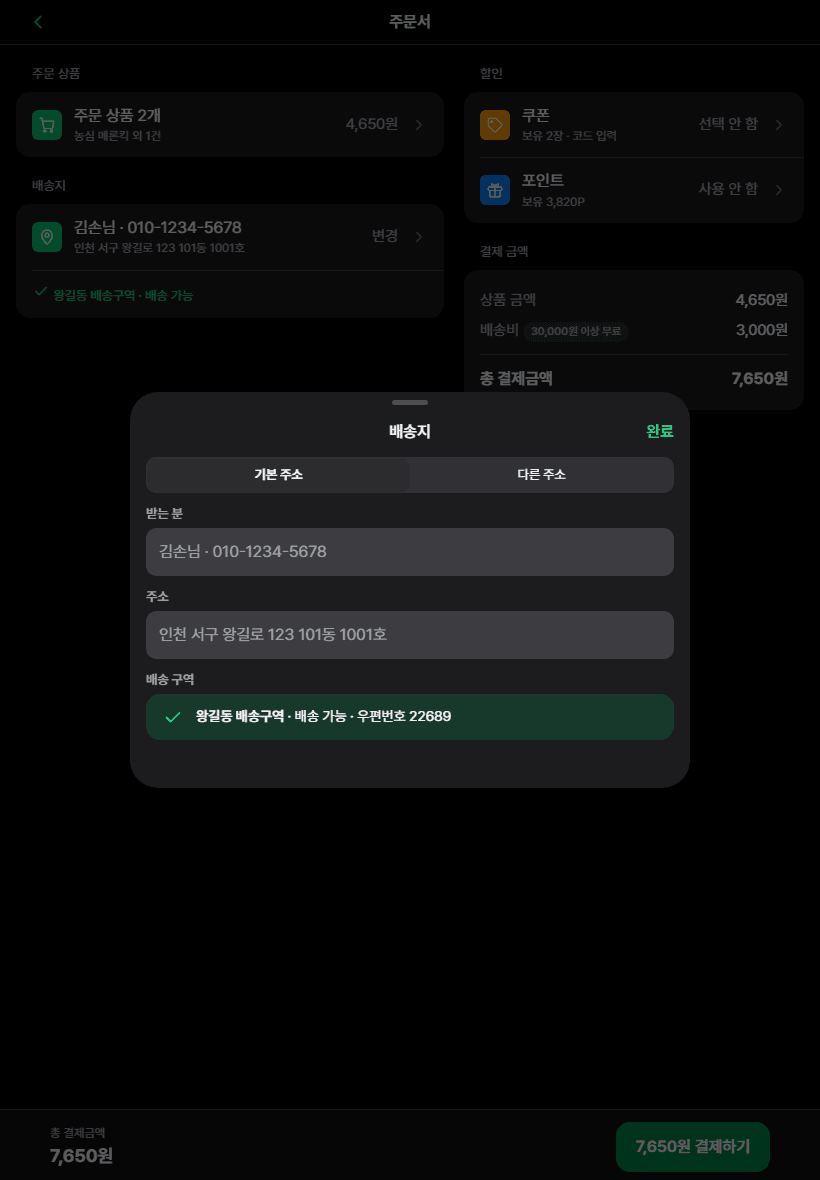 주문서
주문 상품
주문 상품 2개
농심 메론킥 외 1건
4,650원
배송지
김손님 · 010-1234-5678
인천 서구 왕길로 123 101동 1001호
변경
왕길동 배송구역 · 배송 가능
할인
쿠폰
보유 2장 · 코드 입력
선택 안 함
포인트
보유 3,820P
사용 안 함
결제 금액
상품 금액 4,650원
배송비 30,000원 이상 무료 3,000원
총 결제금액 7,650원
배송지 완료
기본 주소 다른 주소
받는 분
김손님 · 010-1234-5678
주소
인천 서구 왕길로 123 101동 1001호
배송 구역
왕길동 배송구역 · 배송 가능 · 우편번호 22689
총 결제금액
7,650원
7,650원 결제하기